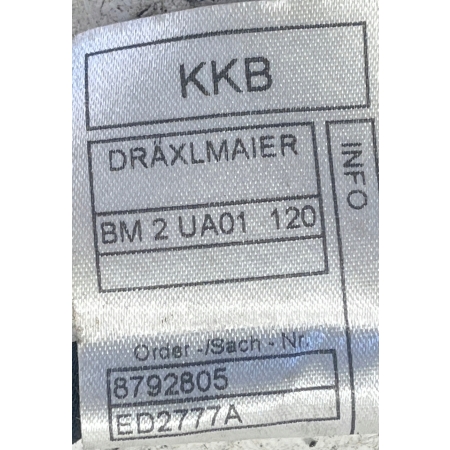 KKB
DRÄXLMAIER
INFO
BM 2 UA01 120
Order -/Sach - Nr.
8792805
ED2777A